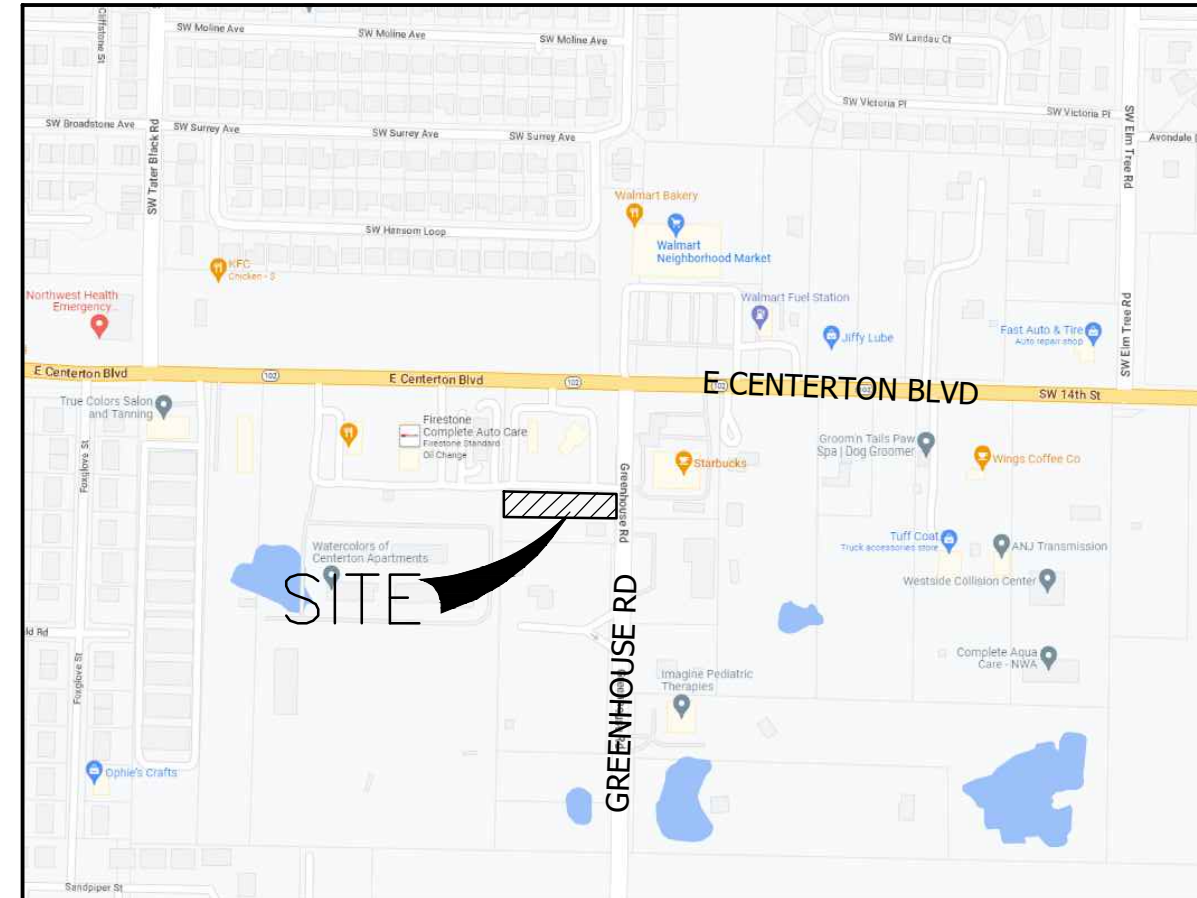 Cliffstone St
SW Moline Ave
SW Moline Ave
SW Moline Ave
SW Landau Ct
SW Victoria Pl
SW Victoria Pl
SW Elm Tree Rd
SW Broadstone Ave
SW Tater Black Rd
SW Surrey Ave
SW Surrey Ave
SW Surrey Ave
Avondale
Walmart Bakery
SW Hansom Loop
Walmart
Neighborhood Market
KFC
Chicken - $
Northwest Health
Emergency...
Walmart Fuel Station
Jiffy Lube
Fast Auto & Tire
Auto repair shop
SW Elm Tree Rd
E Centerton Blvd
102
E Centerton Blvd
102
102
E CENTERTON BLVD
SW 14th St
True Colors Salon
and Tanning
Firestone
Complete Auto Care
Firestone Standard
Oil Change
Foxglove St
Greenhouse Rd
Starbucks
Groom'n Tails Paw
Spa | Dog Groomer
Wings Coffee Co
Watercolors of
Centerton Apartments
Tuff Coat
Truck accessories store
ANJ Transmission
Westside Collision Center
SITE
GREENHOUSE RD
ld Rd
Foxglove St
Imagine Pediatric
Therapies
Complete Aqua
Care - NWA
Ophie's Crafts
Sandpiper St